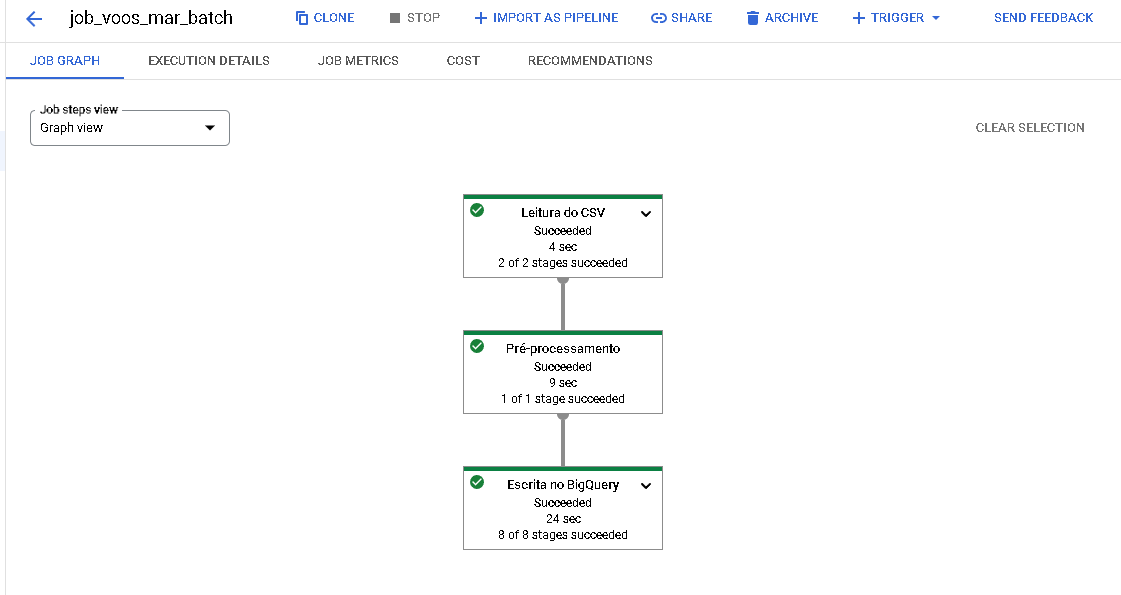 job_voos_mar_batch CLONE STOP IMPORT AS PIPELINE SHARE ARCHIVE TRIGGER SEND FEEDBACK
JOB GRAPH EXECUTION DETAILS JOB METRICS COST RECOMMENDATIONS
Job steps view
Graph view
CLEAR SELECTION
Leitura do CSV
Succeeded
4 sec
2 of 2 stages succeeded
Pré-processamento
Succeeded
9 sec
1 of 1 stage succeeded
Escrita no BigQuery
Succeeded
24 sec
8 of 8 stages succeeded